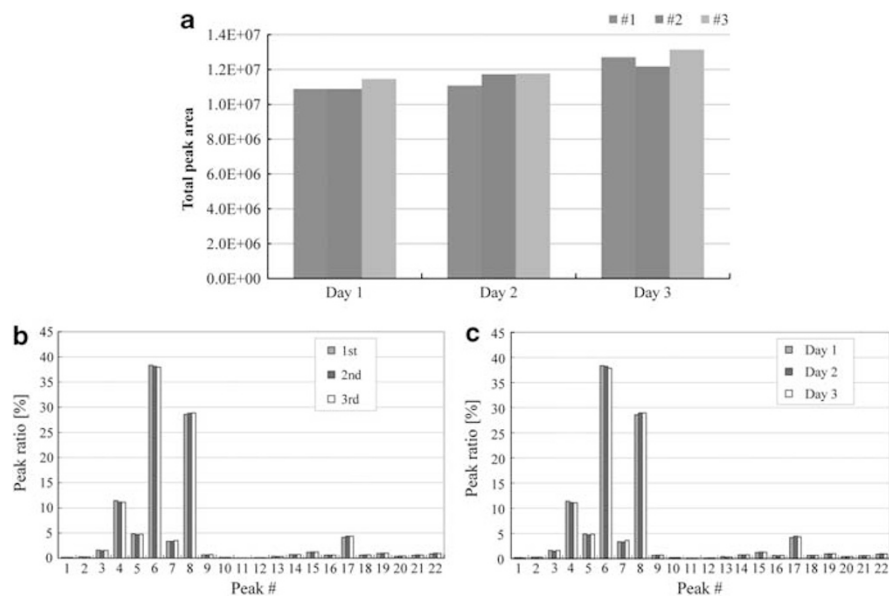 a
#1 #2 #3
Total peak area
1.4E+07
1.2E+07
1.0E+07
8.0E+06
6.0E+06
4.0E+06
2.0E+06
0.0E+00
Day 1 Day 2 Day 3
b
Peak ratio [%]
45
40
35
30
25
20
15
10
5
0
1st
2nd
3rd
1 2 3 4 5 6 7 8 9 10 11 12 13 14 15 16 17 18 19 20 21 22
Peak #
c
Peak ratio [%]
45
40
35
30
25
20
15
10
5
0
Day 1
Day 2
Day 3
1 2 3 4 5 6 7 8 9 10 11 12 13 14 15 16 17 18 19 20 21 22
Peak #